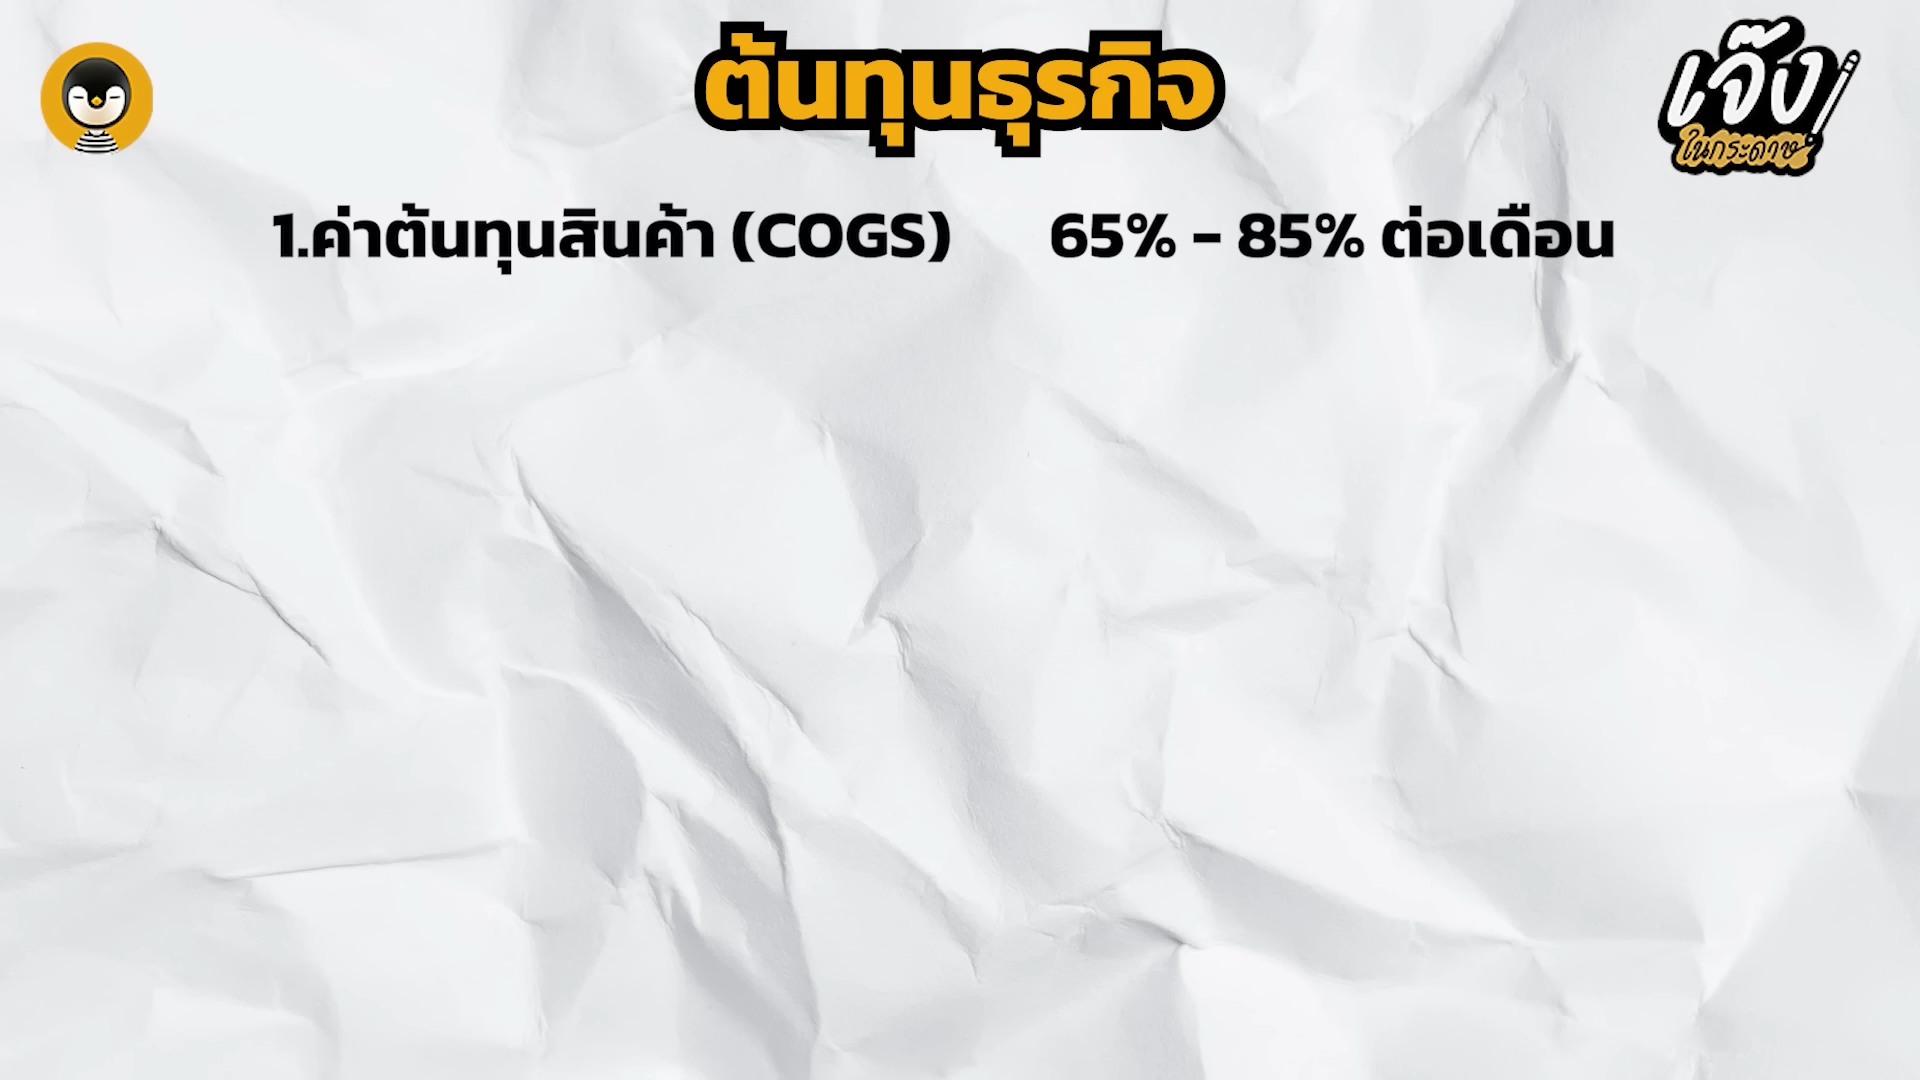 ต้นทุนธุรกิจ
เจ๊ง
ในกระดาษ
1.ค่าต้นทุนสินค้า (COGS) 65% - 85% ต่อเดือน